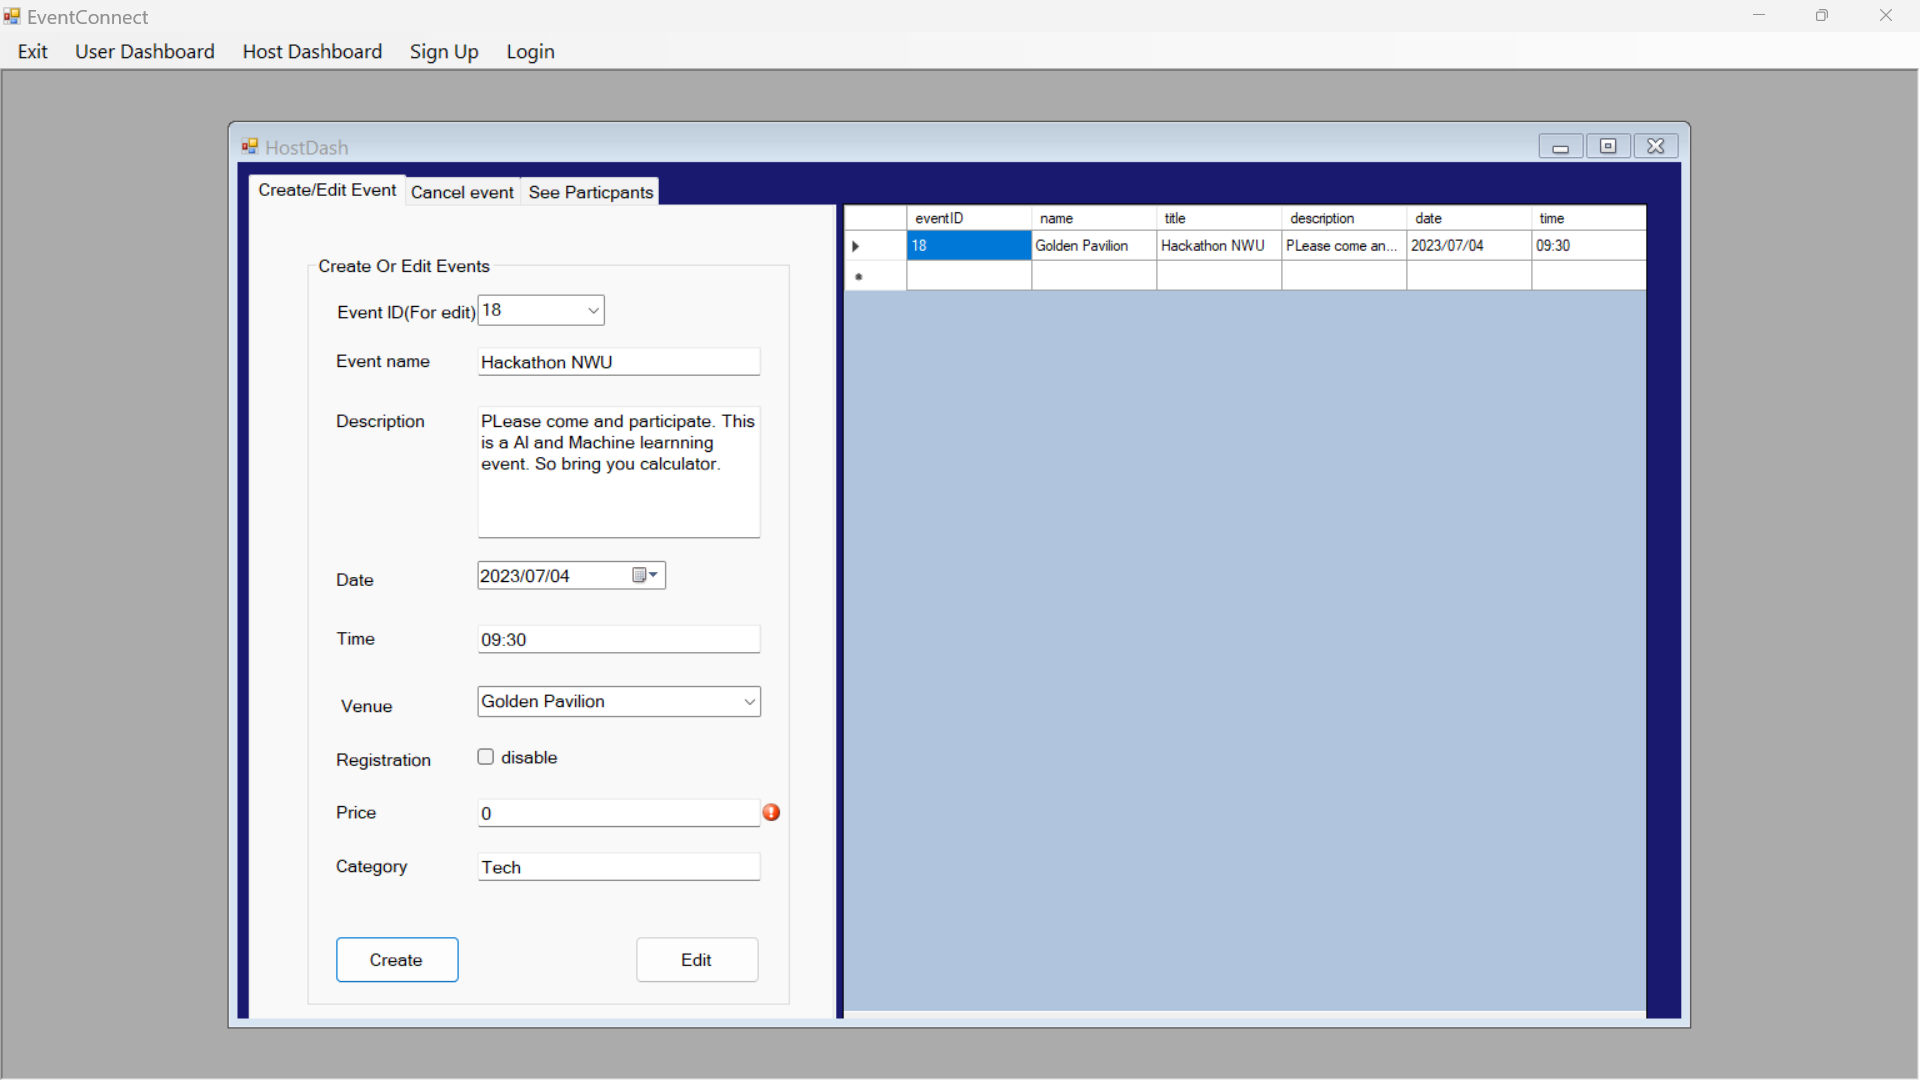 EventConnect
Exit User Dashboard Host Dashboard Sign Up Login
HostDash
Create/Edit Event Cancel event See Particpants
eventID name title description date time
18 Golden Pavilion Hackathon NWU PLease come an... 2023/07/04 09:30
Create Or Edit Events
Event ID(For edit) 18
Event name Hackathon NWU
Description PLease come and participate. This
is a AI and Machine learnning
event. So bring you calculator.
Date 2023/07/04
Time 09:30
Venue Golden Pavilion
Registration disable
Price 0
Category Tech
Create Edit